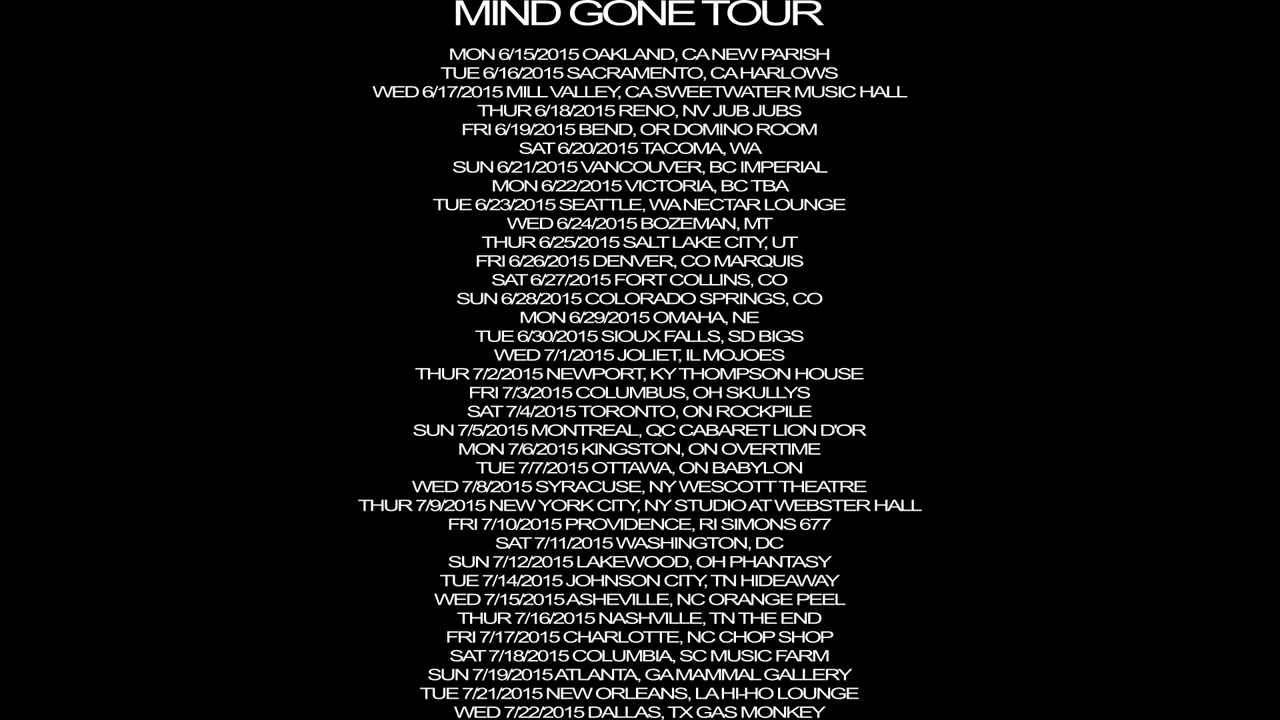 MIND GONE TOUR
MON 6/15/2015 OAKLAND, CA NEW PARISH
TUE 6/16/2015 SACRAMENTO, CA HARLOWS
WED 6/17/2015 MILL VALLEY, CA SWEETWATER MUSIC HALL
THUR 6/18/2015 RENO, NV JUB JUBS
FRI 6/19/2015 BEND, OR DOMINO ROOM
SAT 6/20/2015 TACOMA, WA
SUN 6/21/2015 VANCOUVER, BC IMPERIAL
MON 6/22/2015 VICTORIA, BC TBA
TUE 6/23/2015 SEATTLE, WA NECTAR LOUNGE
WED 6/24/2015 BOZEMAN, MT
THUR 6/25/2015 SALT LAKE CITY, UT
FRI 6/26/2015 DENVER, CO MARQUIS
SAT 6/27/2015 FORT COLLINS, CO
SUN 6/28/2015 COLORADO SPRINGS, CO
MON 6/29/2015 OMAHA, NE
TUE 6/30/2015 SIOUX FALLS, SD BIGS
WED 7/1/2015 JOLIET, IL MOJOES
THUR 7/2/2015 NEWPORT, KY THOMPSON HOUSE
FRI 7/3/2015 COLUMBUS, OH SKULLYS
SAT 7/4/2015 TORONTO, ON ROCKPILE
SUN 7/5/2015 MONTREAL, QC CABARET LION D'OR
MON 7/6/2015 KINGSTON, ON OVERTIME
TUE 7/7/2015 OTTAWA, ON BABYLON
WED 7/8/2015 SYRACUSE, NY WESCOTT THEATRE
THUR 7/9/2015 NEW YORK CITY, NY STUDIO AT WEBSTER HALL
FRI 7/10/2015 PROVIDENCE, RI SIMONS 677
SAT 7/11/2015 WASHINGTON, DC
SUN 7/12/2015 LAKEWOOD, OH PHANTASY
TUE 7/14/2015 JOHNSON CITY, TN HIDEAWAY
WED 7/15/2015 ASHEVILLE, NC ORANGE PEEL
THUR 7/16/2015 NASHVILLE, TN THE END
FRI 7/17/2015 CHARLOTTE, NC CHOP SHOP
SAT 7/18/2015 COLUMBIA, SC MUSIC FARM
SUN 7/19/2015 ATLANTA, GA MAMMAL GALLERY
TUE 7/21/2015 NEW ORLEANS, LA HI-HO LOUNGE
WED 7/22/2015 DALLAS, TX GAS MONKEY